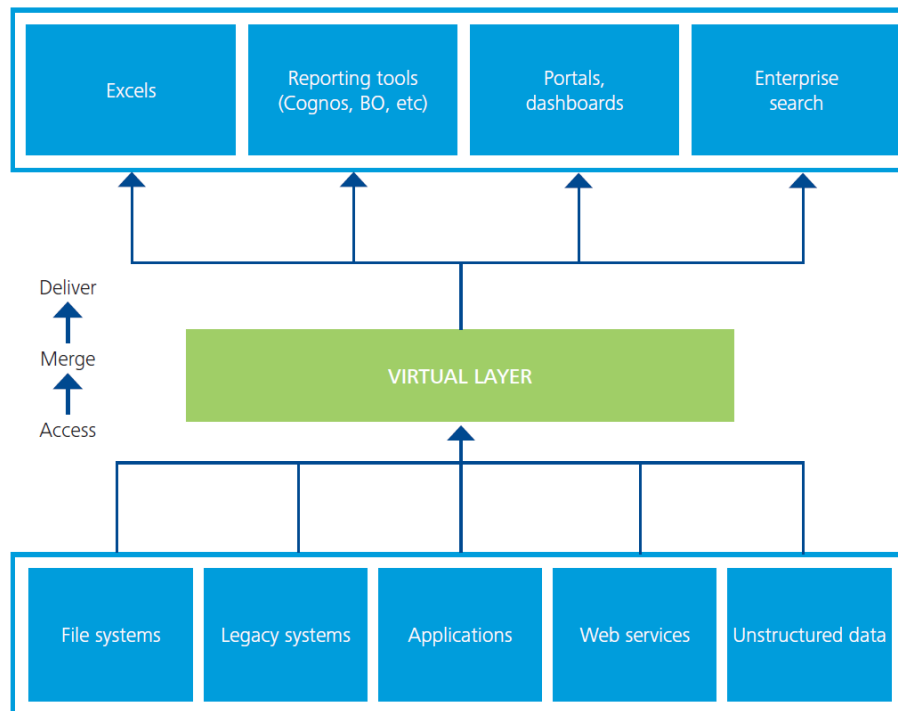 Excels
Reporting tools
(Cognos, BO, etc)
Portals,
dashboards
Enterprise
search
Deliver
Merge
Access
VIRTUAL LAYER
File systems
Legacy systems
Applications
Web services
Unstructured data